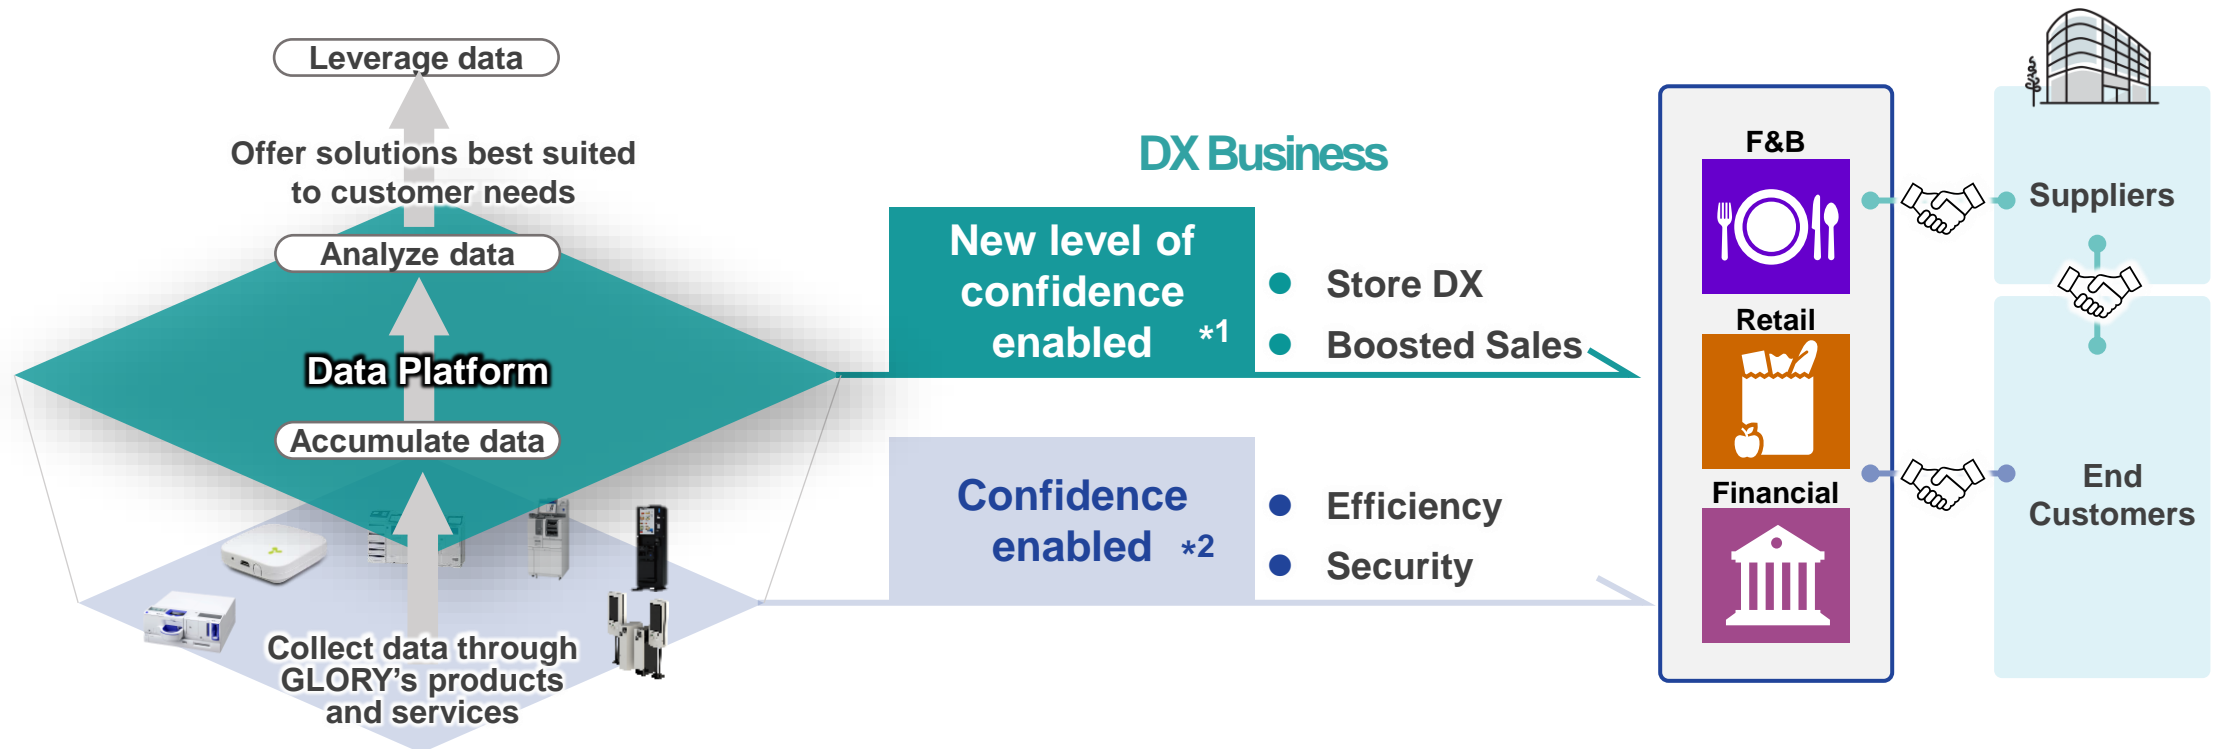 Leverage data
Offer solutions best suited
to customer needs
Analyze data
Data Platform
Accumulate data
Collect data through
GLORY’s products
and services
DX Business
New level of
confidence
enabled *1
Store DX
Boosted Sales
Confidence
enabled *2
Efficiency
Security
F&B
Retail
Financial
Suppliers
End
Customers